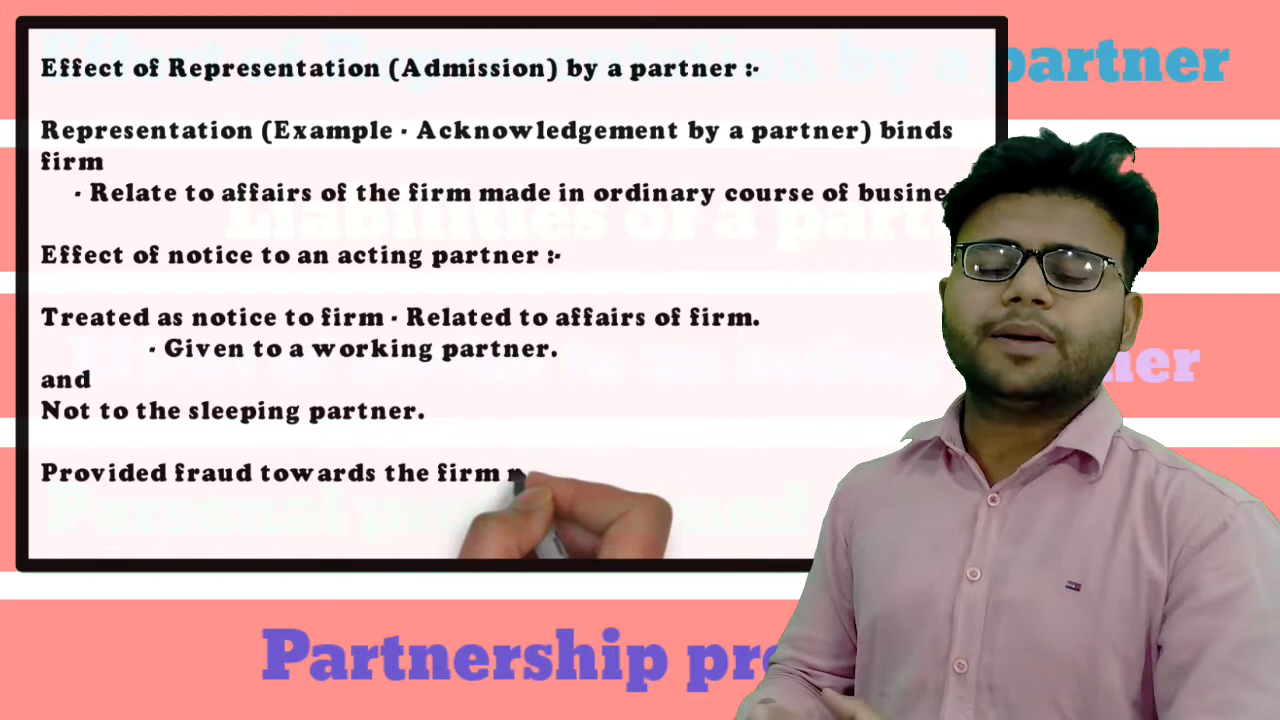 Effect of Representation (Admission) by a partner :-
Representation (Example - Acknowledgement by a partner) binds
firm
- Relate to affairs of the firm made in ordinary course of
Effect of notice to an acting partner :-
Treated as notice to firm - Related to affairs of firm.
- Given to a working partner.
and
Not to the sleeping partner.
Provided fraud towards the firm
partner
Liabilities of a
Partnership